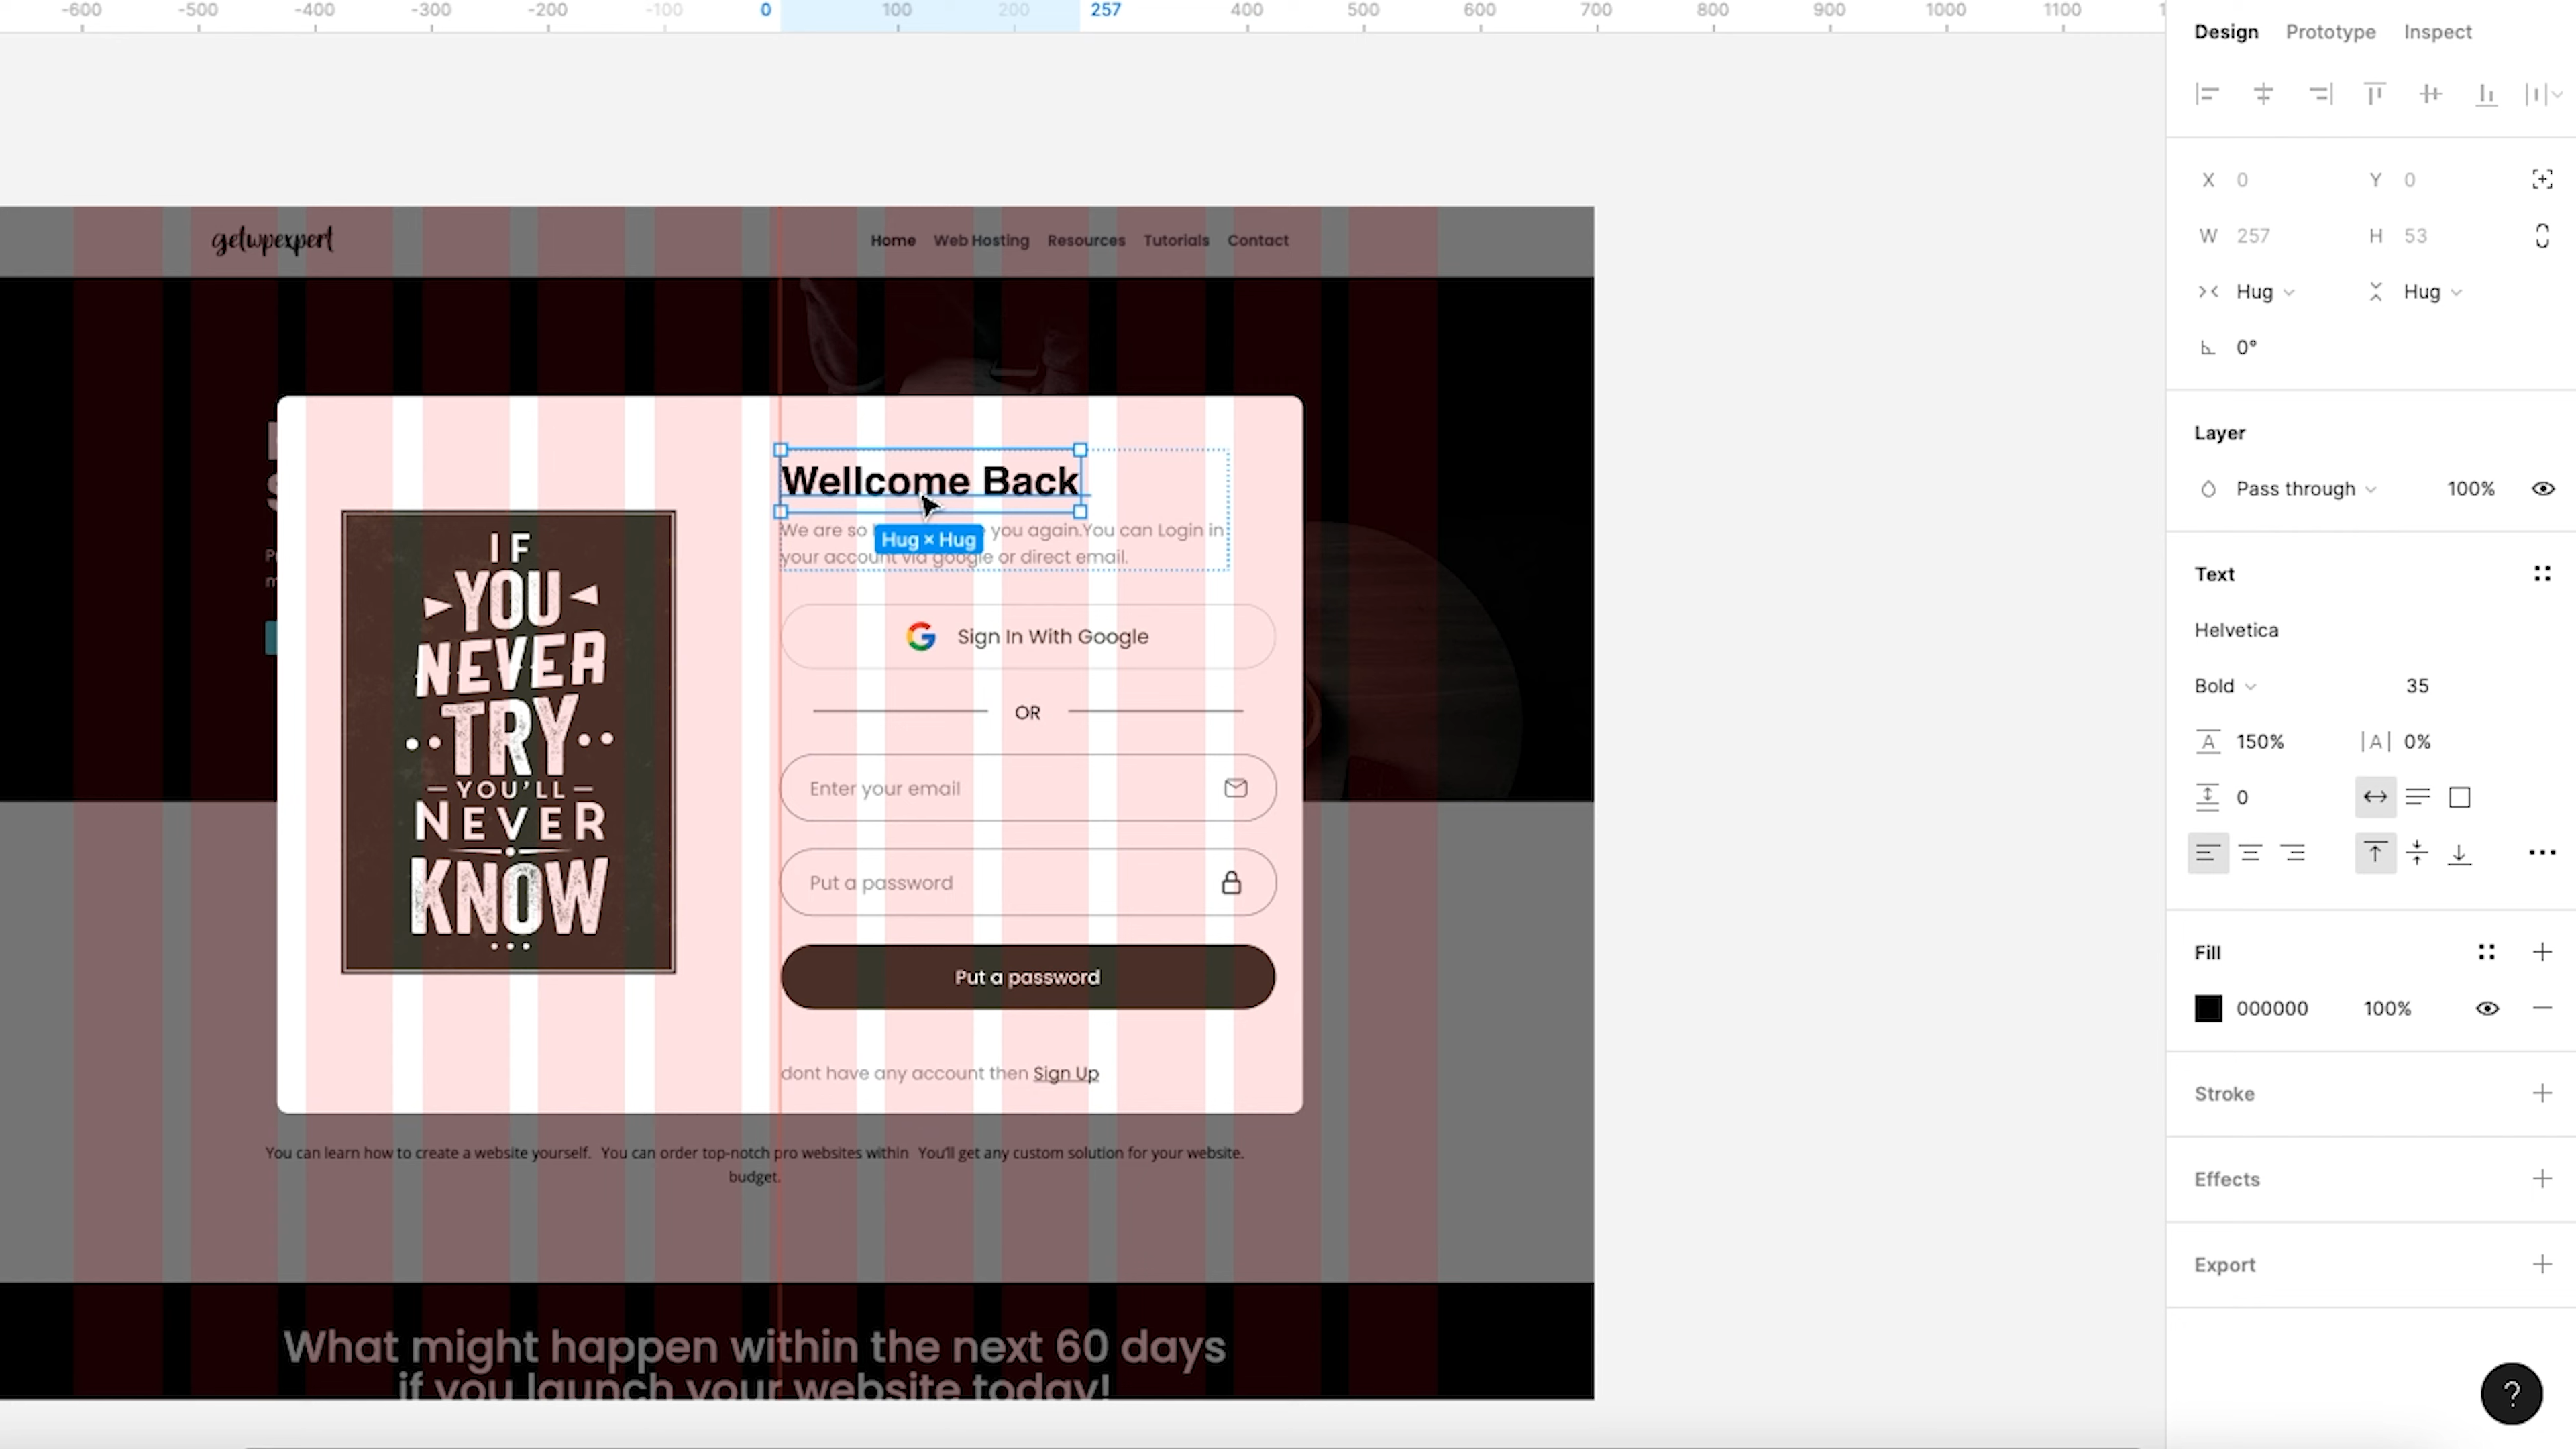 -600 -500 -400 -300 -200 -100 0 100 200 257 400 500 600 700 800 900 1000 1100
Design Prototype Inspect
X 0 Y 0
W 257 H 53
Hug Hug
0°
Layer
Pass through 100%
Text
Helvetica
Bold 35
150% |A| 0%
0
Fill
000000 100%
Stroke
Effects
Export
?
getwpexpert
Home Web Hosting Resources Tutorials Contact
IF
YOU
NEVER
TRY
YOU'LL
NEVER
KNOW
Wellcome Back
Hug × Hug
We are so you again.You can Login in
your account via google or direct email.
Sign In With Google
OR
Enter your email
Put a password
Put a password
dont have any account then Sign Up
You can learn how to create a website yourself. You can order top-notch pro websites within You'll get any custom solution for your website.
budget.
What might happen within the next 60 days
if you launch your website today!